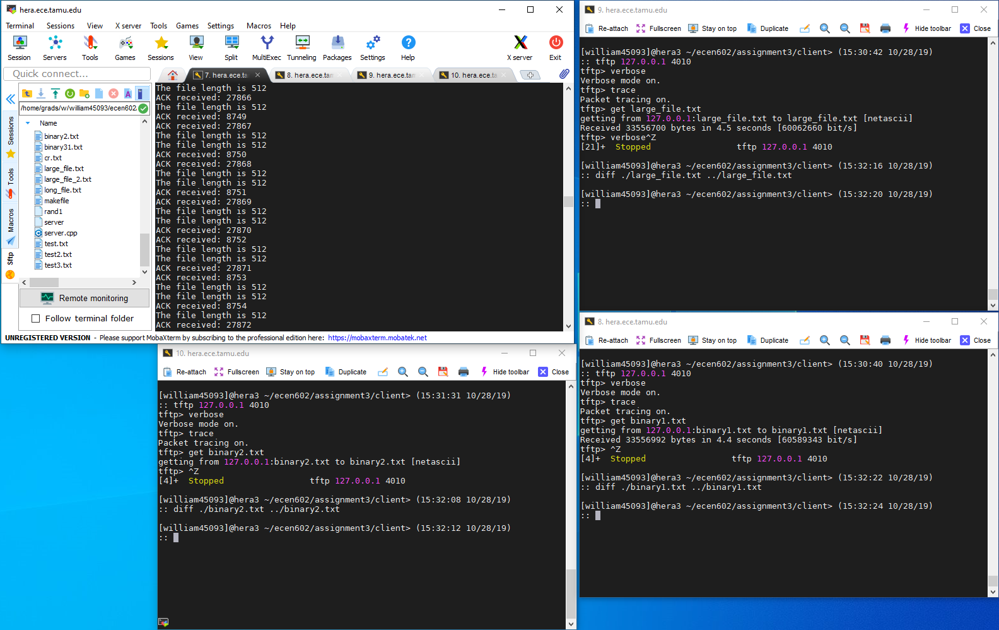 hera.ece.tamu.edu
Terminal Sessions View X server Tools Games Settings Macros Help
Session Servers Tools Games Sessions View Split MultiExec Tunneling Packages Settings Help X server Exit
Quick connect...
7. hera.ece.tam 8. hera.ece.tam 9. hera.ece.ta 10. hera.ece.ta
/home/grads/w/william45093/ecen602.
Sessions
Tools
Macros
Sftp
Name
binary2.txt
binary31.txt
cr.txt
large_file.txt
large_file_2.txt
long_file.txt
makefile
rand1
server
server.cpp
test.txt
test2.txt
test3.txt
Remote monitoring
Follow terminal folder
The file length is 512
ACK received: 27866
The file length is 512
ACK received: 8749
ACK received: 27867
The file length is 512
The file length is 512
ACK received: 8750
ACK received: 27868
The file length is 512
The file length is 512
ACK received: 8751
ACK received: 27869
The file length is 512
The file length is 512
ACK received: 27870
ACK received: 8752
The file length is 512
The file length is 512
ACK received: 27871
ACK received: 8753
The file length is 512
The file length is 512
ACK received: 8754
The file length is 512
ACK received: 27872
UNREGISTERED VERSION - Please support MobaXterm by subscribing to the professional edition here: https://mobaxterm.mobatek.net
9. hera.ece.tamu.edu
Re-attach Fullscreen Stay on top Duplicate Hide toolbar Close
[william45093]@hera3 ~/ecen602/assignment3/client> (15:30:42 10/28/19)
:: tftp 127.0.0.1 4010
tftp> verbose
Verbose mode on.
tftp> trace
Packet tracing on.
tftp> get large_file.txt
getting from 127.0.0.1:large_file.txt to large_file.txt [netascii]
Received 33556700 bytes in 4.5 seconds [60062660 bit/s]
tftp> verbose^Z
[21]+ Stopped tftp 127.0.0.1 4010
[william45093]@hera3 ~/ecen602/assignment3/client> (15:32:16 10/28/19)
:: diff ./large_file.txt ../large_file.txt
[william45093]@hera3 ~/ecen602/assignment3/client> (15:32:20 10/28/19)
::
10. hera.ece.tamu.edu
Re-attach Fullscreen Stay on top Duplicate Hide toolbar Close
[william45093]@hera3 ~/ecen602/assignment3/client> (15:31:31 10/28/19)
:: tftp 127.0.0.1 4010
tftp> verbose
Verbose mode on.
tftp> trace
Packet tracing on.
tftp> get binary2.txt
getting from 127.0.0.1:binary2.txt to binary2.txt [netascii]
tftp> ^Z
[4]+ Stopped tftp 127.0.0.1 4010
[william45093]@hera3 ~/ecen602/assignment3/client> (15:32:08 10/28/19)
:: diff ./binary2.txt ../binary2.txt
[william45093]@hera3 ~/ecen602/assignment3/client> (15:32:12 10/28/19)
::
8. hera.ece.tamu.edu
Re-attach Fullscreen Stay on top Duplicate Hide toolbar Close
[william45093]@hera3 ~/ecen602/assignment3/client> (15:30:40 10/28/19)
:: tftp 127.0.0.1 4010
tftp> verbose
Verbose mode on.
tftp> trace
Packet tracing on.
tftp> get binary1.txt
getting from 127.0.0.1:binary1.txt to binary1.txt [netascii]
Received 33556992 bytes in 4.4 seconds [60589343 bit/s]
tftp> ^Z
[4]+ Stopped tftp 127.0.0.1 4010
[william45093]@hera3 ~/ecen602/assignment3/client> (15:32:22 10/28/19)
:: diff ./binary1.txt ../binary1.txt
[william45093]@hera3 ~/ecen602/assignment3/client> (15:32:24 10/28/19)
::